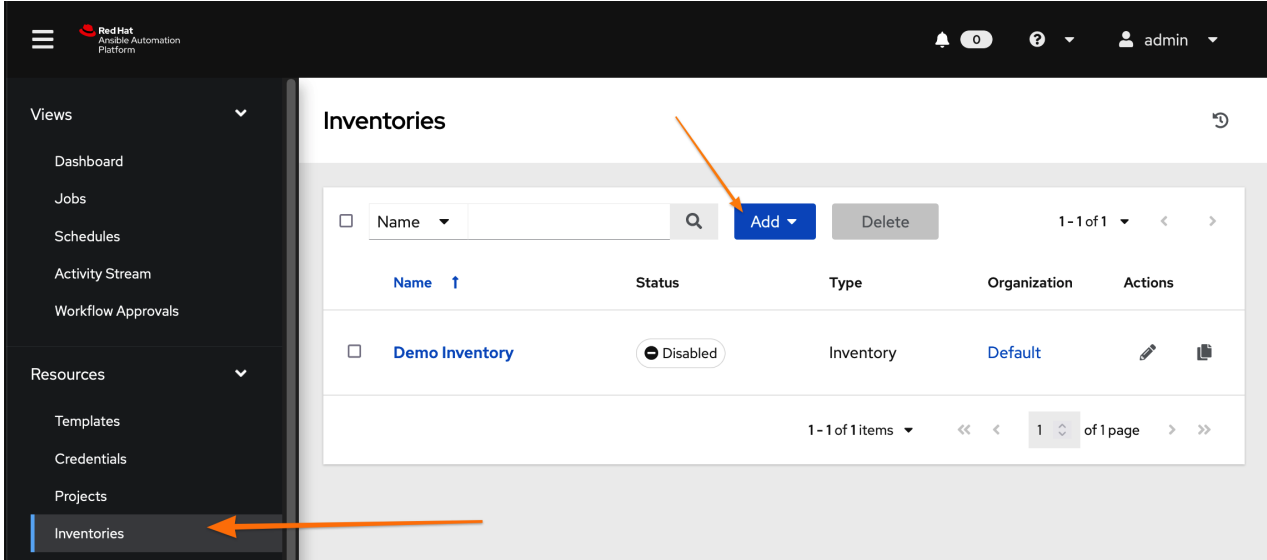 Red Hat
Ansible Automation
Platform
0
admin
Views
Dashboard
Jobs
Schedules
Activity Stream
Workflow Approvals
Resources
Templates
Credentials
Projects
Inventories
Inventories
Name
Add
Delete
1 - 1 of 1
Name Status Type Organization Actions
Demo Inventory Disabled Inventory Default
1 - 1 of 1 items 1 of 1 page